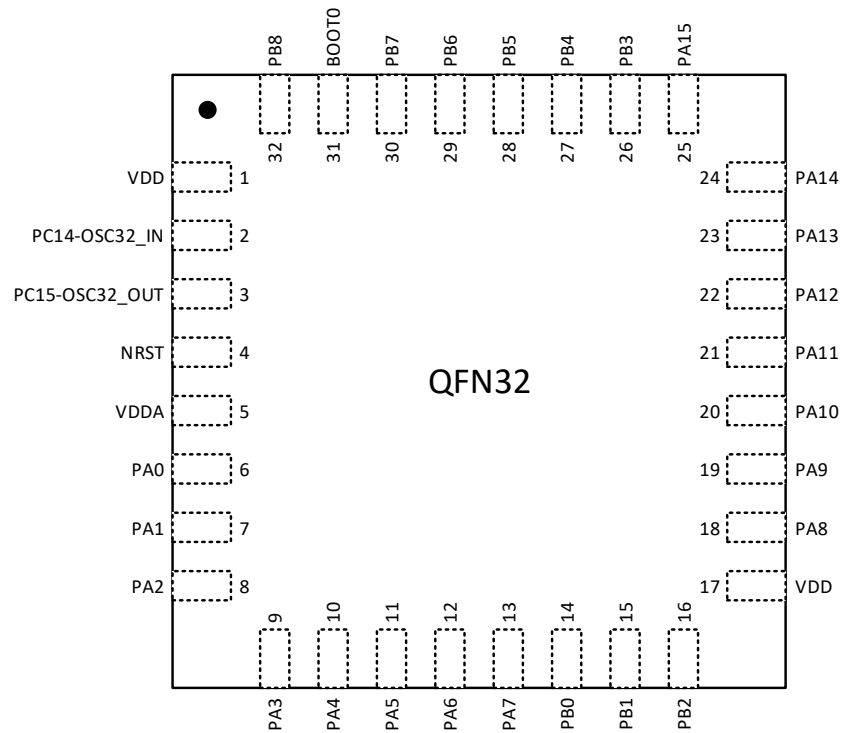 PB8 BOOT0 PB7 PB6 PB5 PB4 PB3 PA15
32 31 30 29 28 27 26 25
VDD 1 24 PA14
PC14-OSC32_IN 2 23 PA13
PC15-OSC32_OUT 3 22 PA12
NRST 4 21 PA11
QFN32
VDDA 5 20 PA10
PA0 6 19 PA9
PA1 7 18 PA8
PA2 8 17 VDD
9 10 11 12 13 14 15 16
PA3 PA4 PA5 PA6 PA7 PB0 PB1 PB2